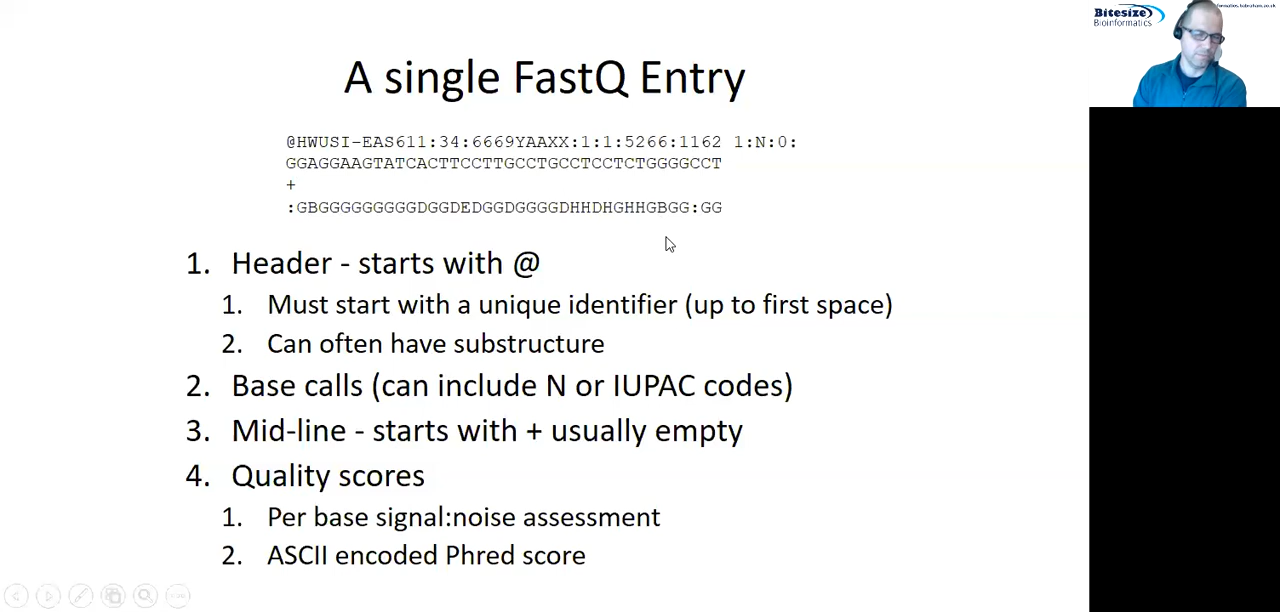 Bitesize
Bioinformatics
A single FastQ Entry
@HWUSI-EAS611:34:6669YAAXX:1:1:5266:1162 1:N:0:
GGAGGAAGTATCACTTCCTTGCCTGCCTCCTCTGGGGCCT
+
:GBGGGGGGGGGDGGDEDGGDGGGGDHHDHGHHGBGG:GG
1. Header - starts with @
1. Must start with a unique identifier (up to first space)
2. Can often have substructure
2. Base calls (can include N or IUPAC codes)
3. Mid-line - starts with + usually empty
4. Quality scores
1. Per base signal:noise assessment
2. ASCII encoded Phred score